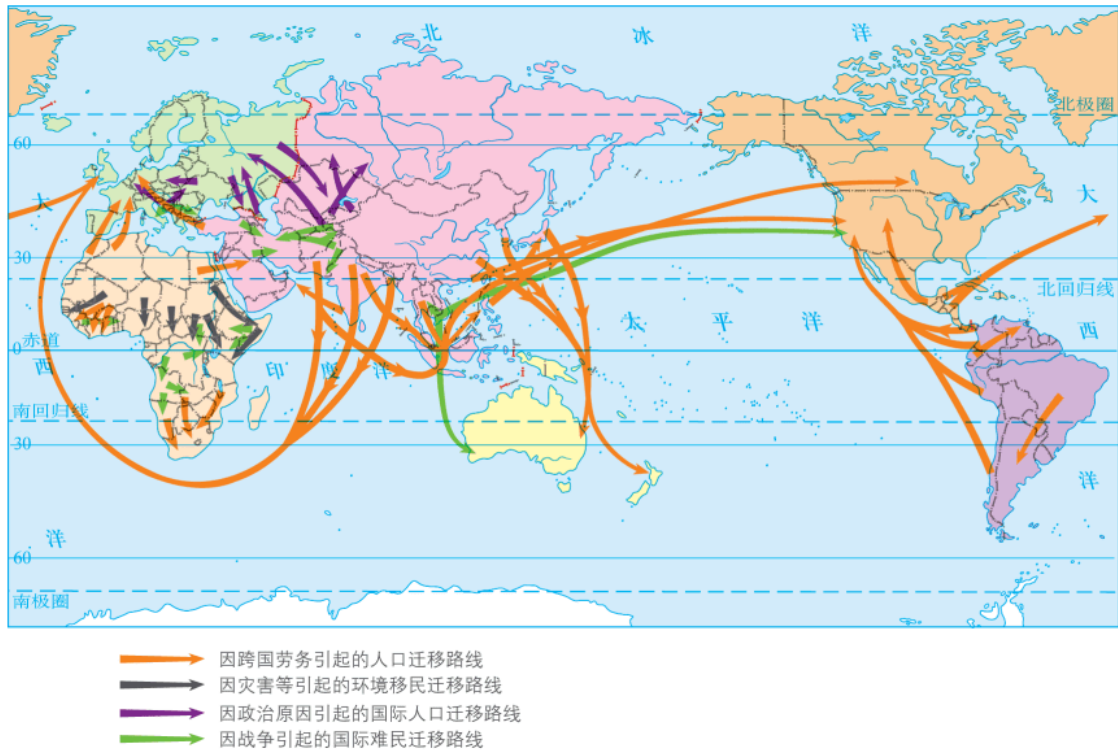 北 冰 洋
北极圈
60
大
大
西
30
北回归线
太 平 洋
赤道
0
西
印 度 洋
南回归线
30
洋
洋
60
南极圈
因跨国劳务引起的人口迁移路线
因灾害等引起的环境移民迁移路线
因政治原因引起的国际人口迁移路线
因战争引起的国际难民迁移路线